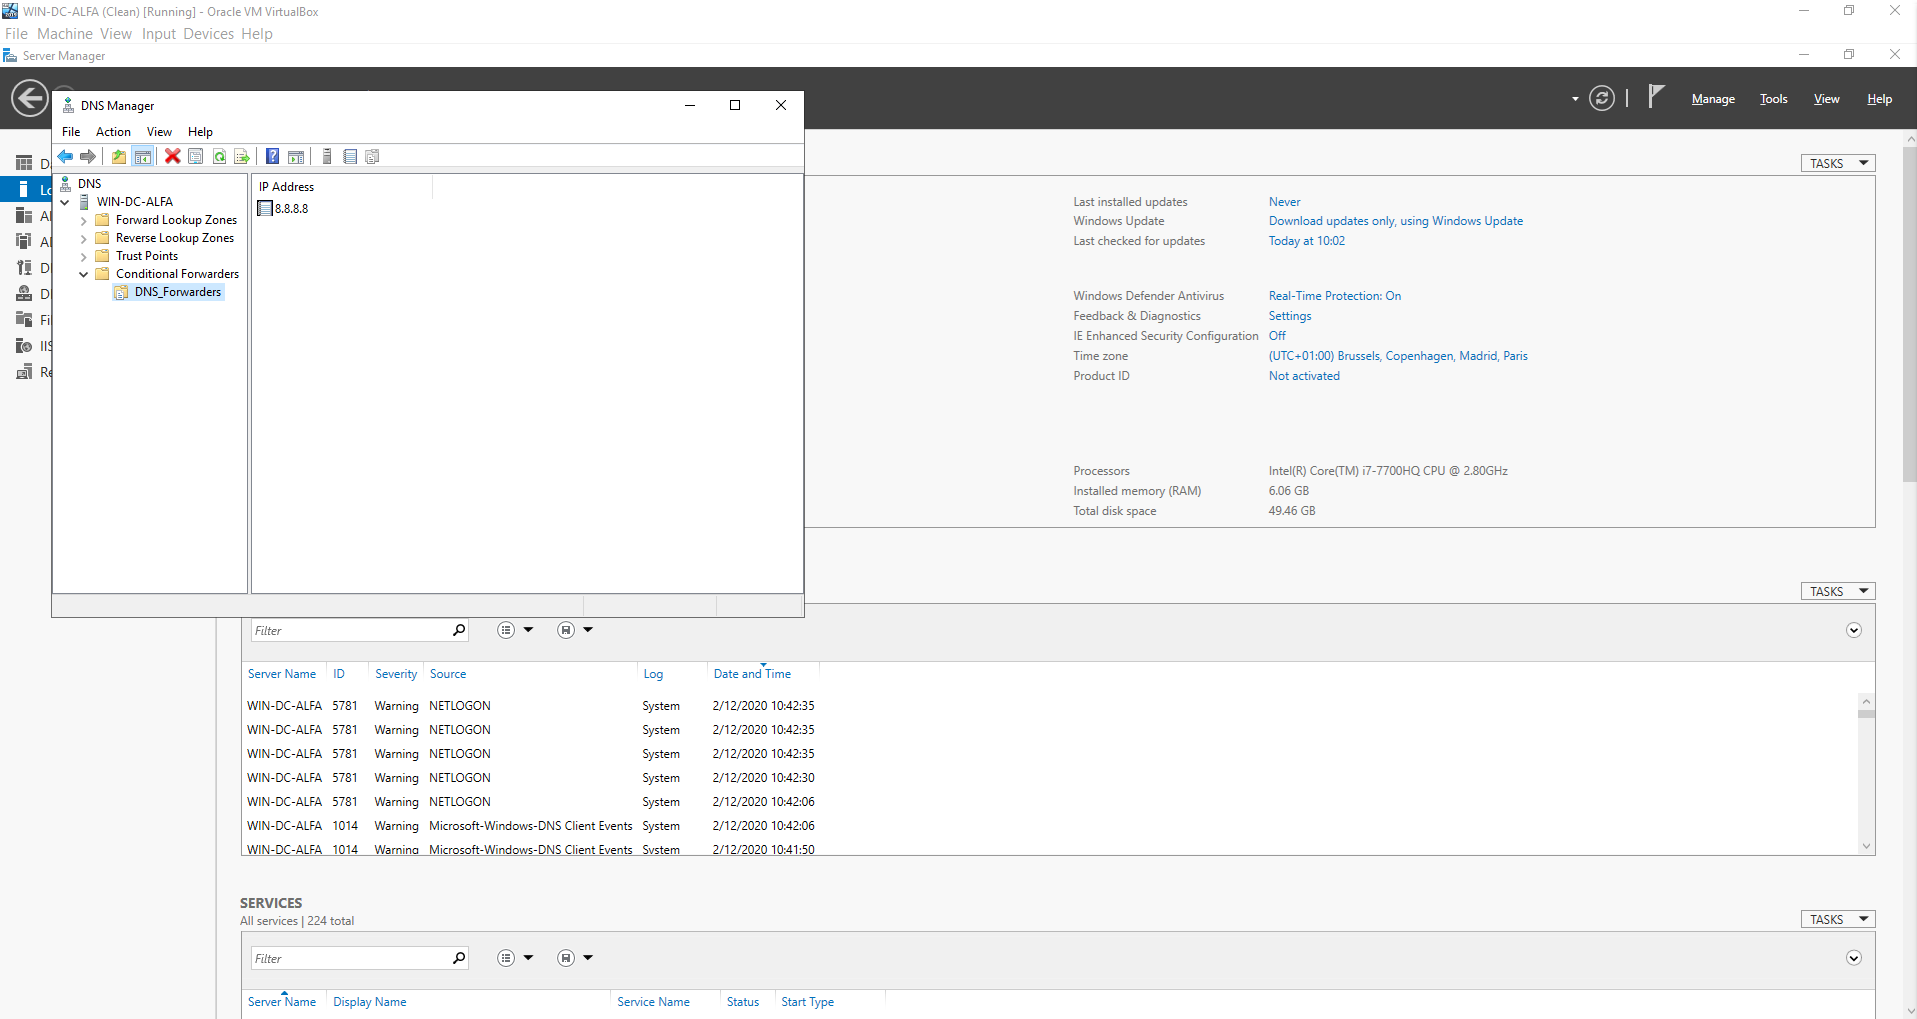 WIN-DC-ALFA (Clean) [Running] - Oracle VM VirtualBox
File Machine View Input Devices Help
Server Manager
Manage Tools View Help
DNS Manager
File Action View Help
DNS
WIN-DC-ALFA
Forward Lookup Zones
Reverse Lookup Zones
Trust Points
Conditional Forwarders
DNS_Forwarders
IP Address
8.8.8.8
TASKS
Last installed updates Never
Windows Update Download updates only, using Windows Update
Last checked for updates Today at 10:02
Windows Defender Antivirus Real-Time Protection: On
Feedback & Diagnostics Settings
IE Enhanced Security Configuration Off
Time zone (UTC+01:00) Brussels, Copenhagen, Madrid, Paris
Product ID Not activated
Processors Intel(R) Core(TM) i7-7700HQ CPU @ 2.80GHz
Installed memory (RAM) 6.06 GB
Total disk space 49.46 GB
TASKS
Filter
Server Name ID Severity Source Log Date and Time
WIN-DC-ALFA 5781 Warning NETLOGON System 2/12/2020 10:42:35
WIN-DC-ALFA 5781 Warning NETLOGON System 2/12/2020 10:42:35
WIN-DC-ALFA 5781 Warning NETLOGON System 2/12/2020 10:42:35
WIN-DC-ALFA 5781 Warning NETLOGON System 2/12/2020 10:42:30
WIN-DC-ALFA 5781 Warning NETLOGON System 2/12/2020 10:42:06
WIN-DC-ALFA 1014 Warning Microsoft-Windows-DNS Client Events System 2/12/2020 10:42:06
WIN-DC-ALFA 1014 Warning Microsoft-Windows-DNS Client Events System 2/12/2020 10:41:50
SERVICES
All services | 224 total
TASKS
Filter
Server Name Display Name Service Name Status Start Type